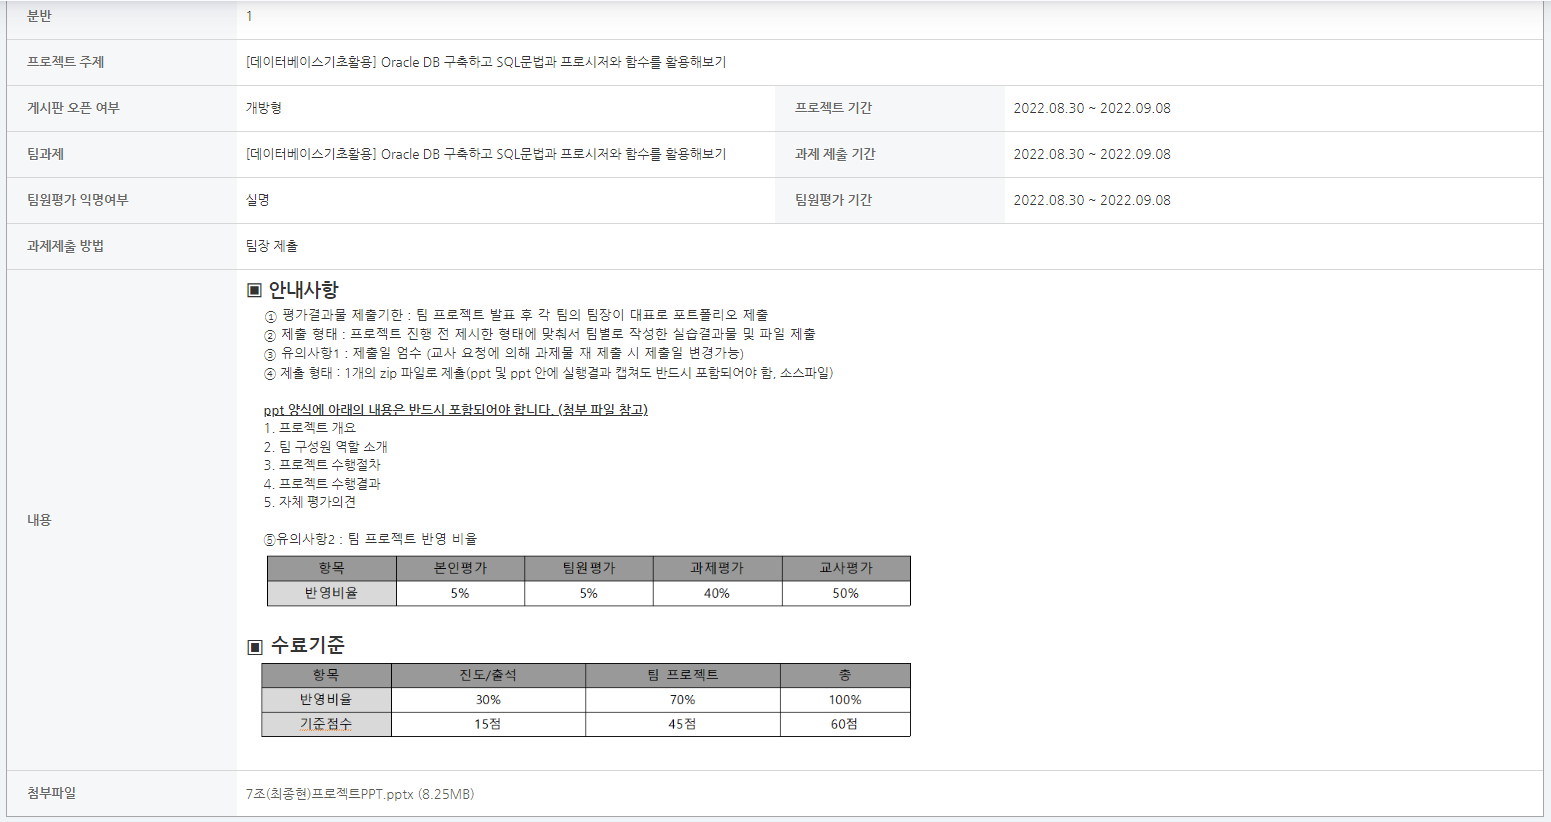 분반 1
프로젝트 주제 [데이터베이스기초활용] Oracle DB 구축하고 SQL문법과 프로시저와 함수를 활용해보기
게시판 오픈 여부 개방형 프로젝트 기간 2022.08.30 ~ 2022.09.08
팀과제 [데이터베이스기초활용] Oracle DB 구축하고 SQL문법과 프로시저와 함수를 활용해보기 과제 제출 기간 2022.08.30 ~ 2022.09.08
팀원평가 익명여부 실명 팀원평가 기간 2022.08.30 ~ 2022.09.08
과제제출 방법 팀장 제출
내용
▣ 안내사항
① 평가결과물 제출기한 : 팀 프로젝트 발표 후 각 팀의 팀장이 대표로 포트폴리오 제출
② 제출 형태 : 프로젝트 진행 전 제시한 형태에 맞춰서 팀별로 작성한 실습결과물 및 파일 제출
③ 유의사항1 : 제출일 엄수 (교사 요청에 의해 과제물 재 제출 시 제출일 변경가능)
④ 제출 형태 : 1개의 zip 파일로 제출(ppt 및 ppt 안에 실행결과 캡쳐도 반드시 포함되어야 함, 소스파일)
ppt 양식에 아래의 내용은 반드시 포함되어야 합니다. (첨부 파일 참고)
1. 프로젝트 개요
2. 팀 구성원 역할 소개
3. 프로젝트 수행절차
4. 프로젝트 수행결과
5. 자체 평가의견
⑤유의사항2 : 팀 프로젝트 반영 비율
항목 본인평가 팀원평가 과제평가 교사평가
반영비율 5% 5% 40% 50%
▣ 수료기준
항목 진도/출석 팀 프로젝트 총
반영비율 30% 70% 100%
기준점수 15점 45점 60점
첨부파일 7조(최종현)프로젝트PPT.pptx (8.25MB)